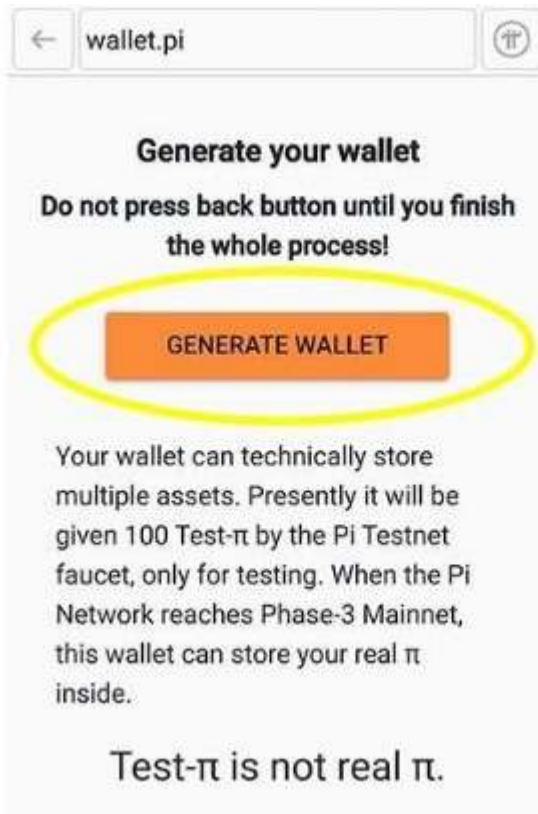 wallet.pi
Generate your wallet
Do not press back button until you finish
the whole process!
GENERATE WALLET
Your wallet can technically store
multiple assets. Presently it will be
given 100 Test-π by the Pi Testnet
faucet, only for testing. When the Pi
Network reaches Phase-3 Mainnet,
this wallet can store your real π
inside.
Test-π is not real π.